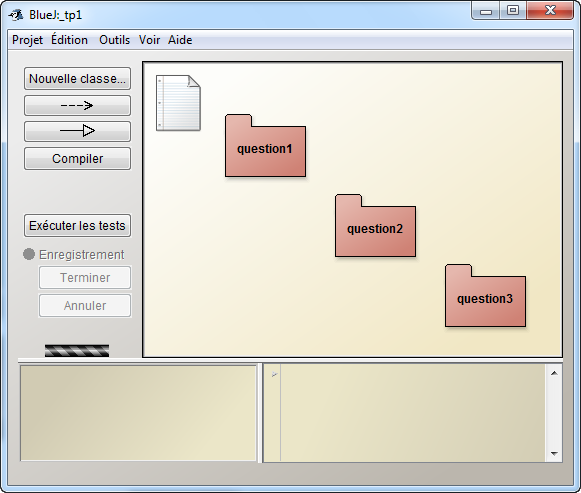 BlueJ:_tp1
Projet Édition Outils Voir Aide
Nouvelle classe...
Compiler
Exécuter les tests
Enregistrement
Terminer
Annuler
question1
question2
question3